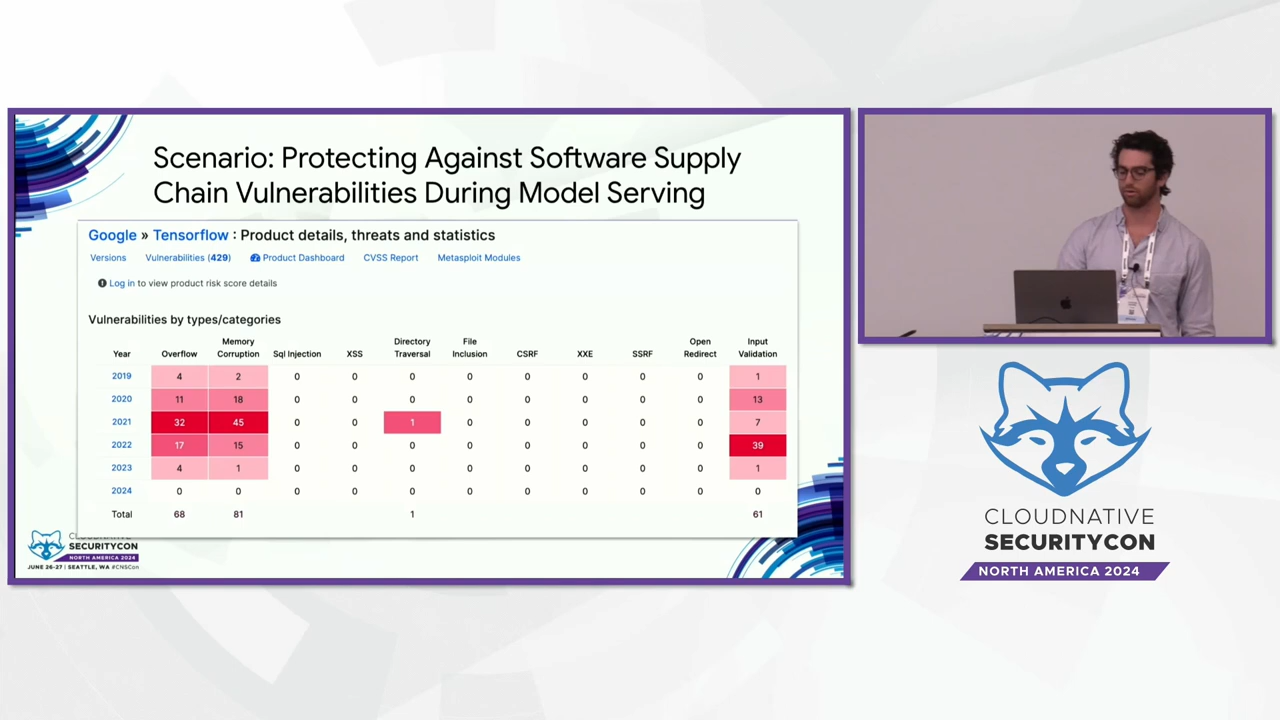 Scenario: Protecting Against Software Supply
Chain Vulnerabilities During Model Serving
Google » Tensorflow : Product details, threats and statistics
Versions Vulnerabilities (429) Product Dashboard CVSS Report Metasploit Modules
Log in to view product risk score details
Vulnerabilities by types/categories
Year Overflow Memory Corruption Sql Injection XSS Directory Traversal File Inclusion CSRF XXE SSRF Open Redirect Input Validation
2019 4 2 0 0 0 0 0 0 0 0 1
2020 11 18 0 0 0 0 0 0 0 0 13
2021 32 45 0 0 1 0 0 0 0 0 7
2022 17 15 0 0 0 0 0 0 0 0 39
2023 4 1 0 0 0 0 0 0 0 0 1
2024 0 0 0 0 0 0 0 0 0 0 0
Total 68 81 1 61
SECURITYCON
NORTH AMERICA 2024
JUNE 26-27 | SEATTLE, WA #CNSCon
CLOUDNATIVE
SECURITYCON
NORTH AMERICA 2024